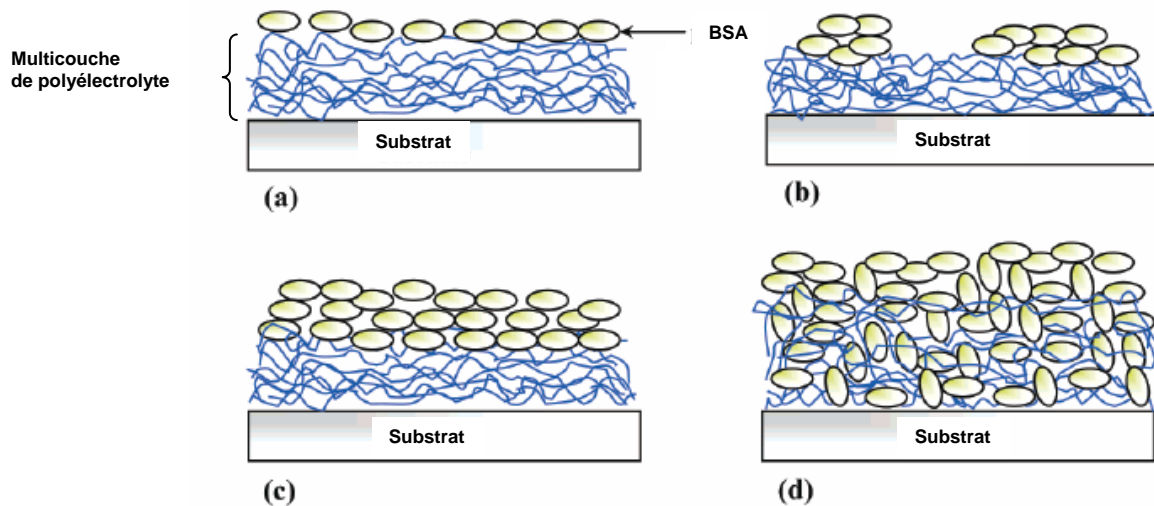 BSA
Multicouche
de polyélectrolyte
Substrat
(a)
Substrat
(b)
Substrat
(c)
Substrat
(d)